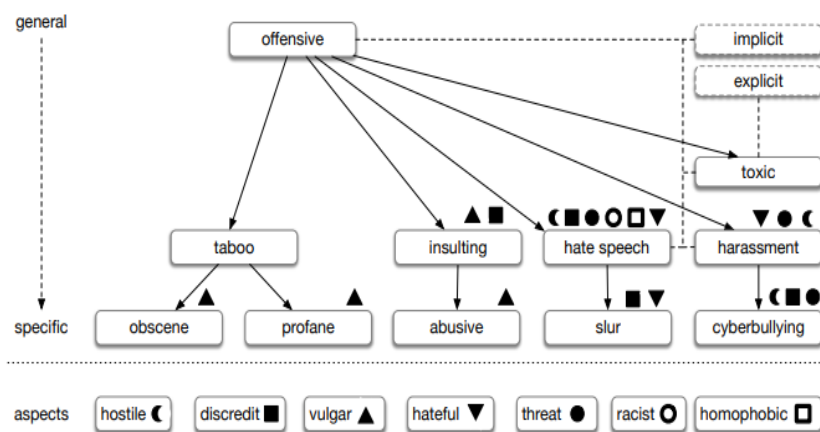 general
offensive
implicit
explicit
toxic
taboo
insulting
hate speech
harassment
specific
obscene
profane
abusive
slur
cyberbullying
aspects
hostile
discredit
vulgar
hateful
threat
racist
homophobic